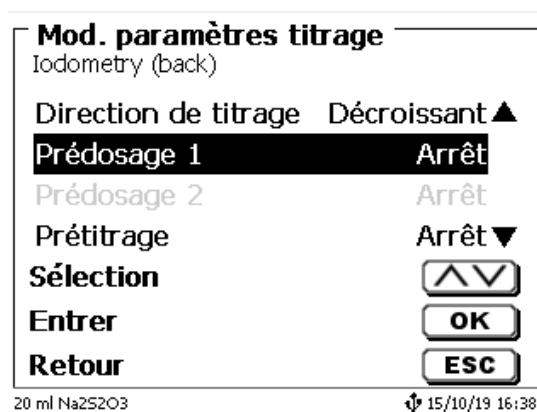 Mod. paramètres titrage
Iodometry (back)
Direction de titrage Décroissant▲
Prédosage 1 Arrêt
Prédosage 2 Arrêt
Prétitrage Arrêt▼
Sélection
Entrer OK
Retour ESC
20 ml Na2S2O3 15/10/19 16:38